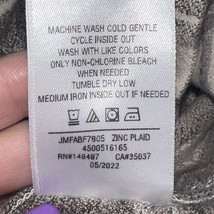 MACHINE WASH COLD GENTLE
CYCLE INSIDE OUT
WASH WITH LIKE COLORS
ONLY NON-CHLORINE BLEACH
WHEN NEEDED
TUMBLE DRY LOW
MEDIUM IRON INSIDE OUT IF NEEDED
JMFABF7905 ZINC PLAID
4500516165
RN#148497 CA#35037
05/2022